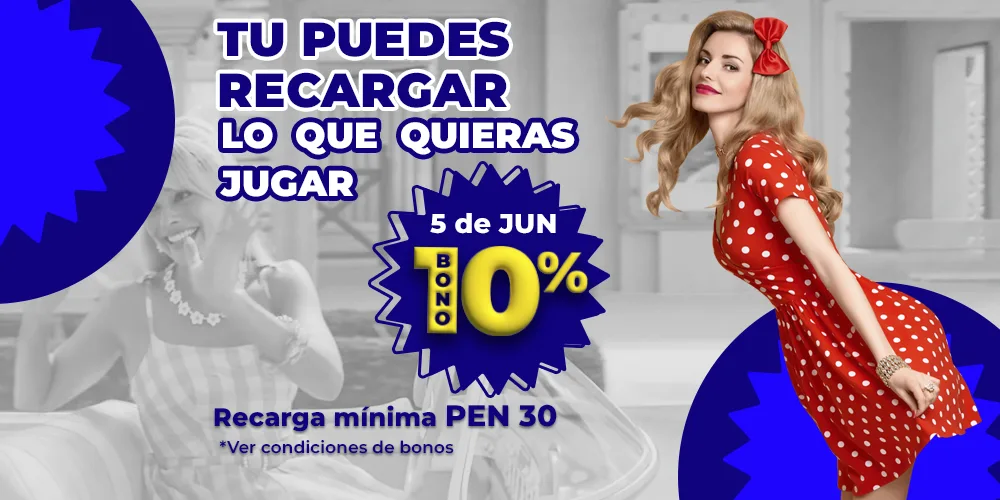 TU PUEDES
RECARGAR
LO QUE QUIERAS
JUGAR
5 de JUN
BONO
10%
Recarga mínima PEN 30
*Ver condiciones de bonos